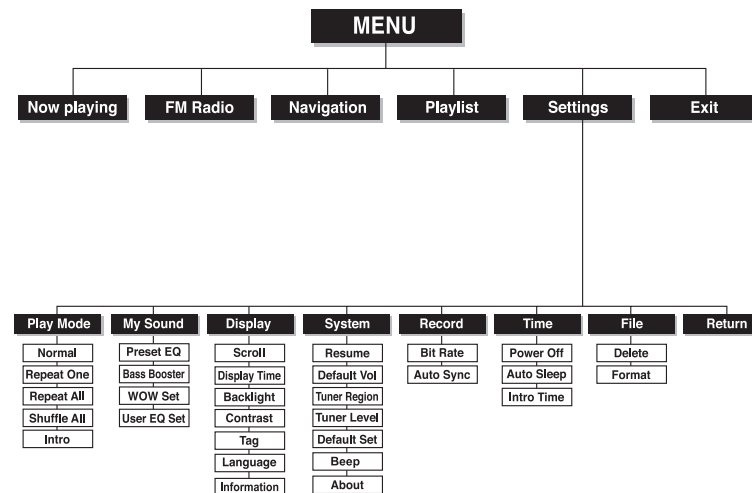 MENU
Now playing
FM Radio
Navigation
Playlist
Settings
Exit
Play Mode
Normal
Repeat One
Repeat All
Shuffle All
Intro
My Sound
Preset EQ
Bass Booster
WOW Set
User EQ Set
Display
Scroll
Display Time
Backlight
Contrast
Tag
Language
Information
System
Resume
Default Vol
Tuner Region
Tuner Level
Default Set
Beep
About
Record
Bit Rate
Auto Sync
Time
Power Off
Auto Sleep
Intro Time
File
Delete
Format
Return